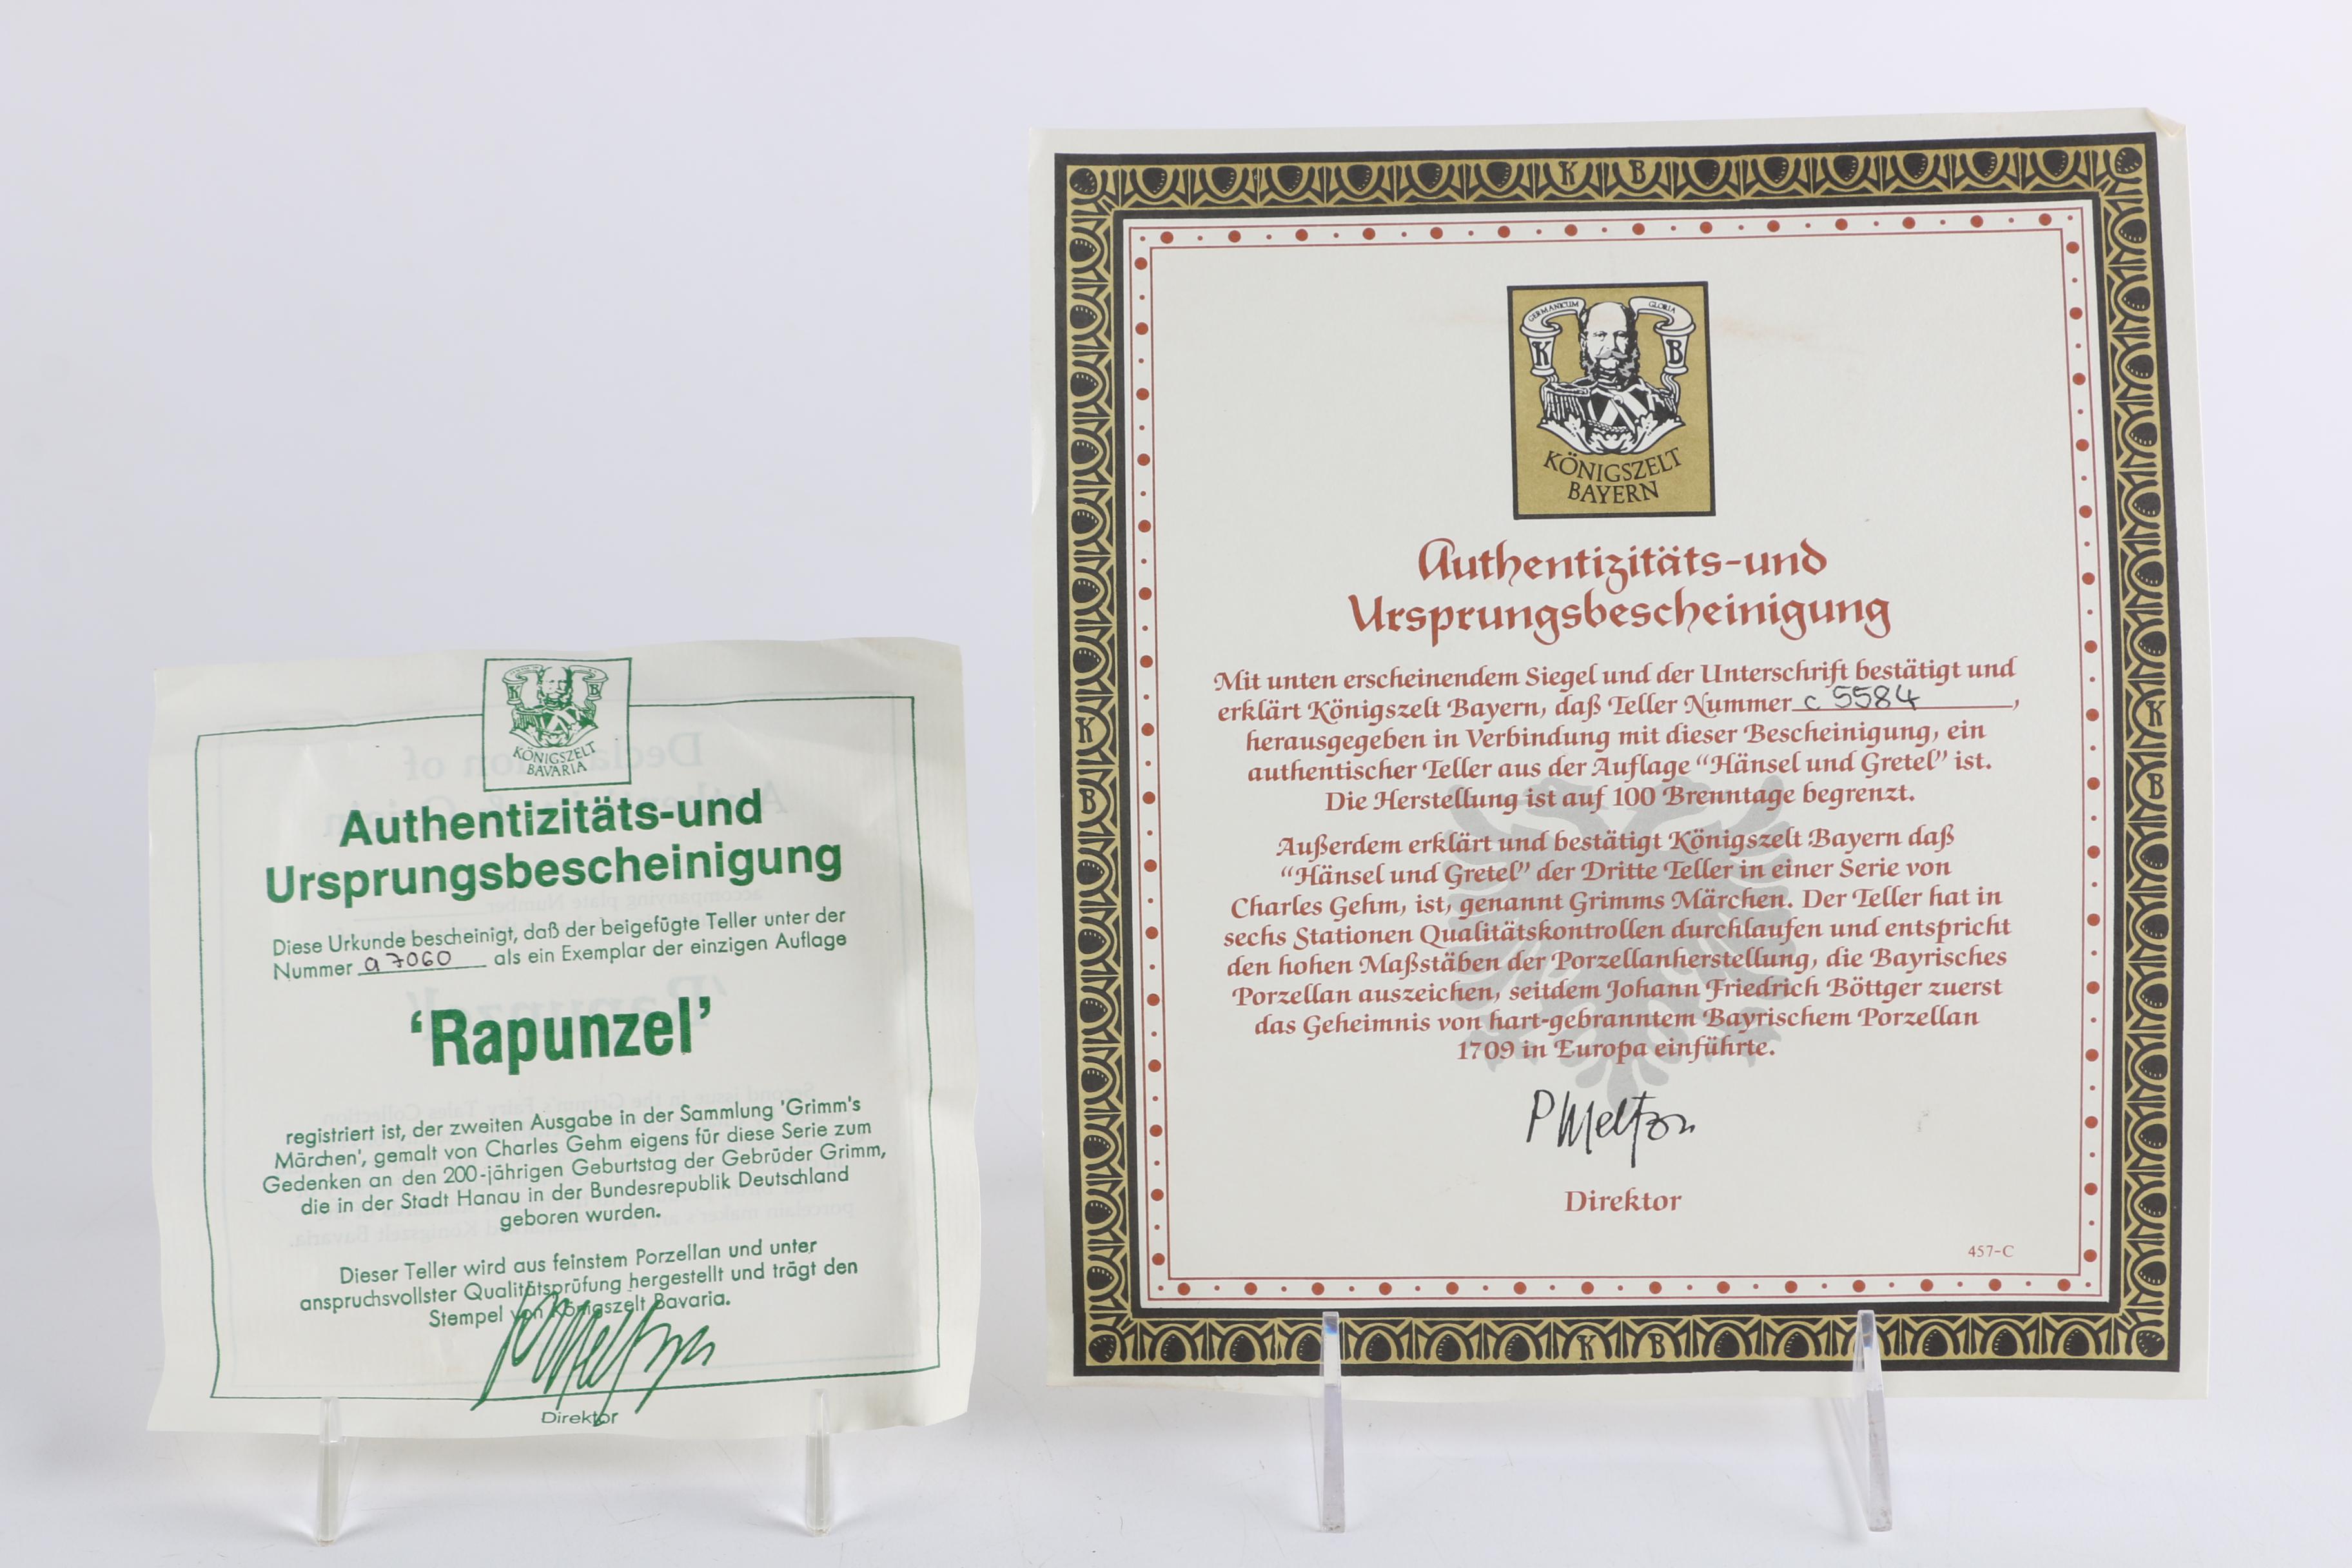 KÖNIGSZELT
BAVARIA
Authentizitäts-und
Ursprungsbescheinigung
Diese Urkunde bescheinigt, daß der beigefügte Teller unter der
Nummer a 7060 als ein Exemplar der einzigen Auflage
'Rapunzel'
registriert ist, der zweiten Ausgabe in der Sammlung 'Grimm's
Märchen', gemalt von Charles Gehm eigens für diese Serie zum
Gedenken an den 200-jährigen Geburtstag der Gebrüder Grimm,
die in der Stadt Hanau in der Bundesrepublik Deutschland
geboren wurden.
Dieser Teller wird aus feinstem Porzellan und unter
anspruchsvollster Qualitätsprüfung hergestellt und trägt den
Stempel von Königszelt Bavaria.
Direktor
K B
GERMANICUM GLORIA
K B
KÖNIGSZELT
BAYERN
Authentizitäts-und
Ursprungsbescheinigung
Mit unten erscheinendem Siegel und der Unterschrift bestätigt und
erklärt Königszelt Bayern, daß Teller Nummer c 5584,
herausgegeben in Verbindung mit dieser Bescheinigung, ein
authentischer Teller aus der Auflage "Hänsel und Gretel" ist.
Die Herstellung ist auf 100 Brenntage begrenzt.
Außerdem erklärt und bestätigt Königszelt Bayern daß
"Hänsel und Gretel" der Dritte Teller in einer Serie von
Charles Gehm, ist, genannt Grimms Märchen. Der Teller hat in
sechs Stationen Qualitätskontrollen durchlaufen und entspricht
den hohen Maßstäben der Porzellanherstellung, die Bayrisches
Porzellan auszeichen, seitdem Johann Friedrich Böttger zuerst
das Geheimnis von hart-gebranntem Bayrischem Porzellan
1709 in Europa einführte.
P Melton
Direktor
457-C
K B